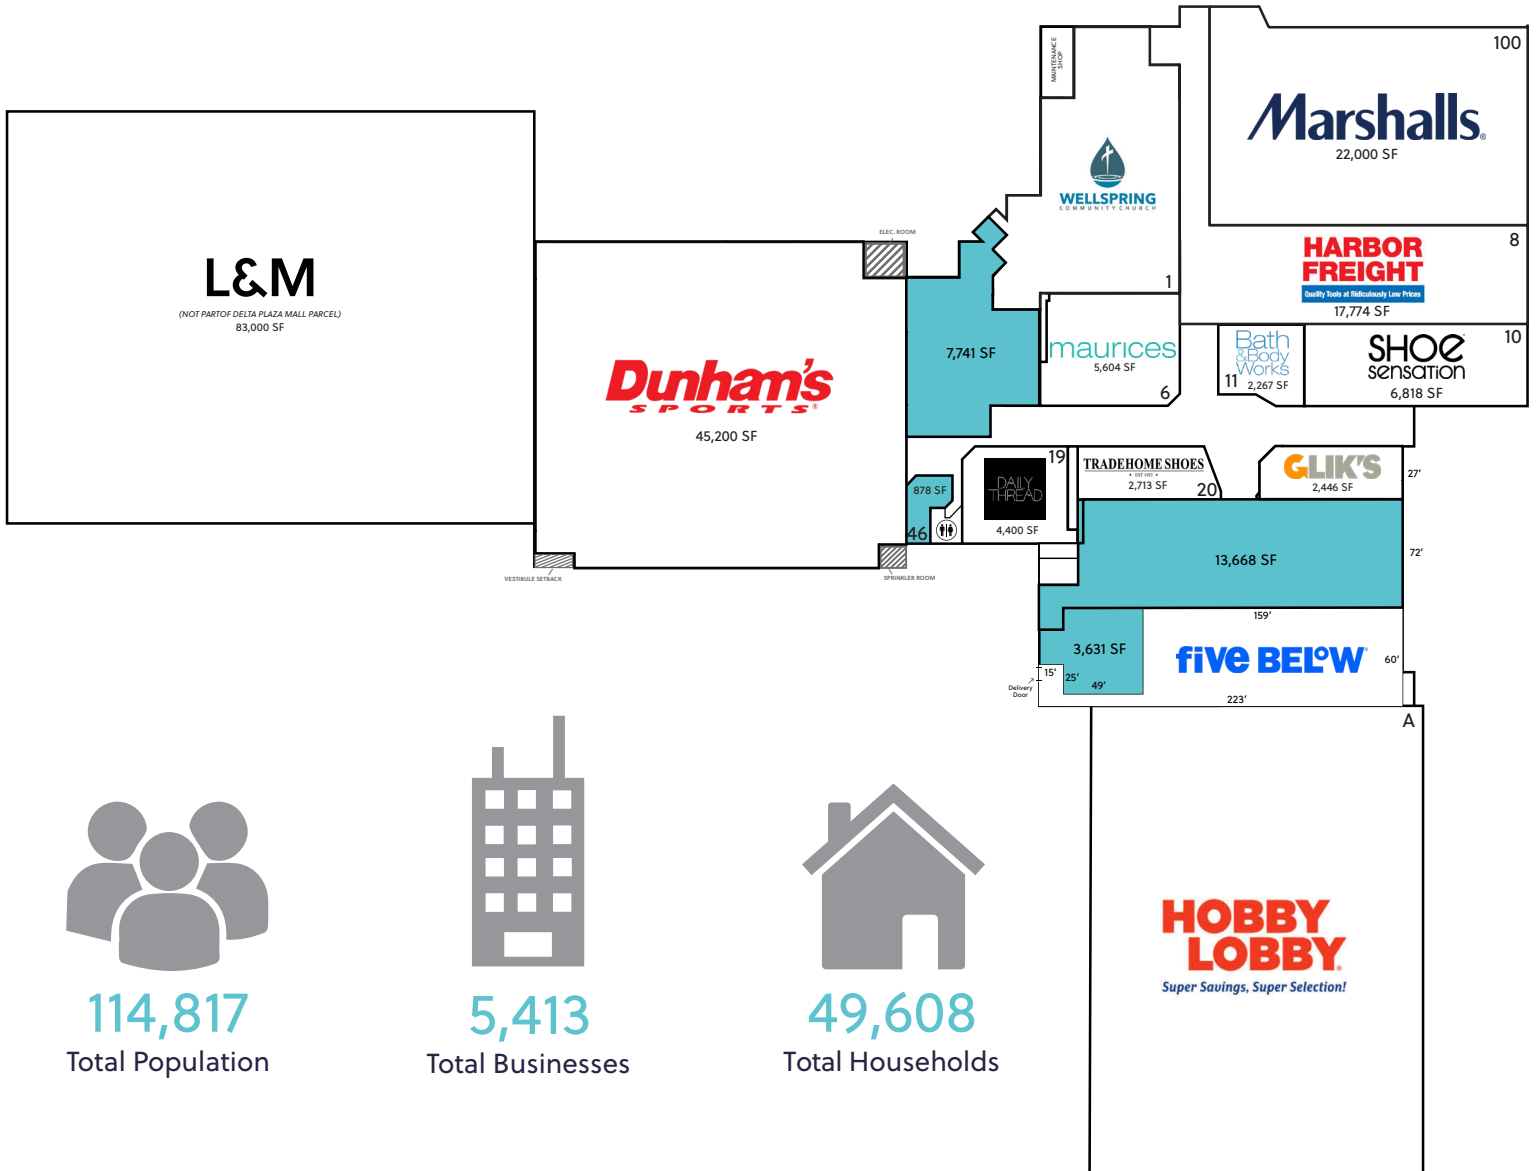 MAINTENANCE
SHOP
100
Marshalls®
22,000 SF
WELLSPRING
COMMUNITY CHURCH
1
HARBOR
FREIGHT
Quality Tools at Ridiculously Low Prices
17,774 SF
8
L&M
(NOT PARTOF DELTA PLAZA MALL PARCEL)
83,000 SF
ELEC. ROOM
Dunham's
SPORTS®
45,200 SF
7,741 SF
maurices
5,604 SF
6
Bath
&Body
Works
11
2,267 SF
SHOE
sensation
6,818 SF
10
878 SF
46
DAILY
THREAD
19
4,400 SF
TRADEHOME SHOES
• EST 1921 •
2,713 SF
20
GLIK'S
2,446 SF
27'
VESTIBULE SETBACK
SPRINKLER ROOM
13,668 SF
72'
159'
3,631 SF
five BELOW
60'
15'
25'
49'
Delivery
Door
223'
A
HOBBY
LOBBY®
Super Savings, Super Selection!
114,817
Total Population
5,413
Total Businesses
49,608
Total Households